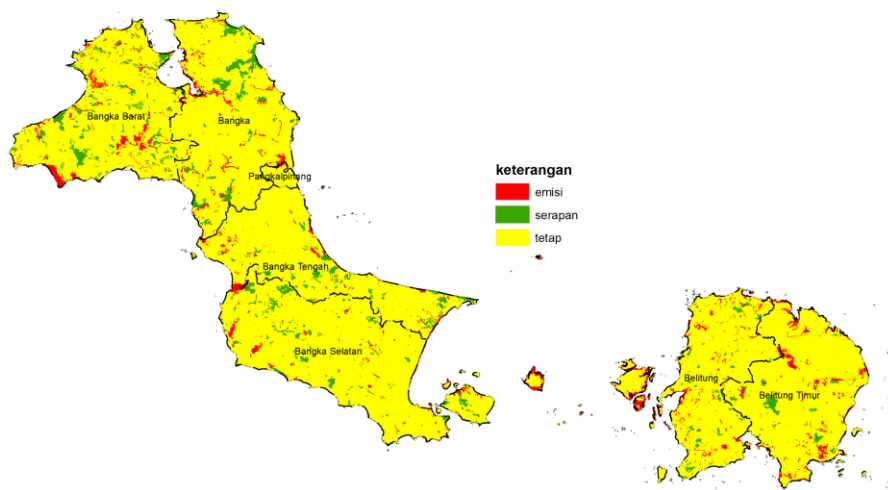 Bangka Barat
Bangka
Pangkalpinang
keterangan
emisi
serapan
tetap
Bangka Tengah
Bangka Selatan
Belitung
Belitung Timur